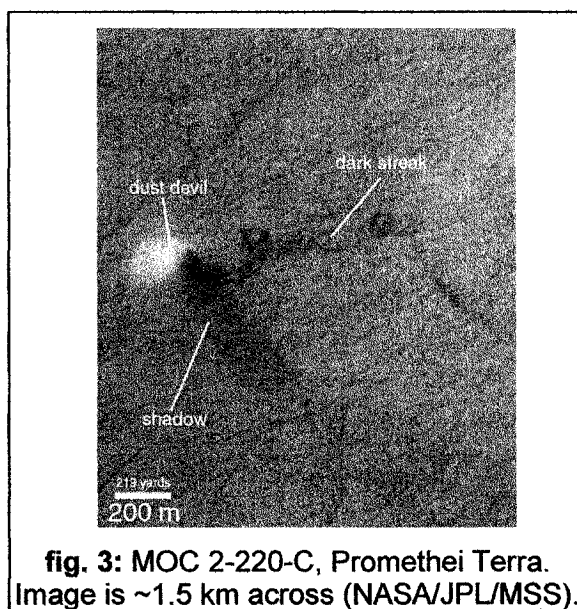 dark streak
dust devil
shadow
219 yards
200 m
fig. 3: MOC 2-220-C, Promethei Terra.
Image is ~1.5 km across (NASA/JPL/MSS).